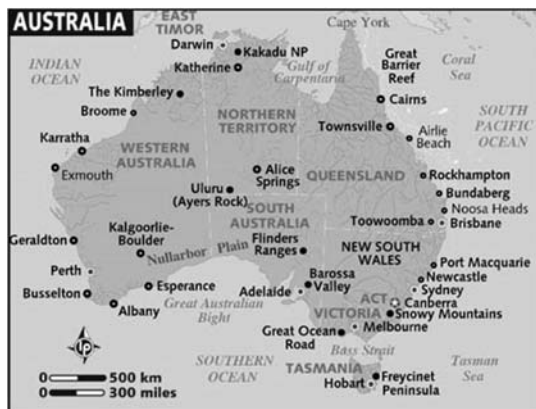 AUSTRALIA
EAST
TIMOR
Cape York
Darwin
Kakadu NP
Great
Barrier
Reef
Coral
Sea
INDIAN
OCEAN
Katherine
Gulf of
Carpentaria
The Kimberley
Cairns
Broome
NORTHERN
TERRITORY
Townsville
Airlie
Beach
SOUTH
PACIFIC
OCEAN
Karratha
WESTERN
AUSTRALIA
Exmouth
Alice
Springs
QUEENSLAND
Rockhampton
Uluru
(Ayers Rock)
Bundaberg
Noosa Heads
SOUTH
AUSTRALIA
Toowoomba
Brisbane
Geraldton
Kalgoorlie-
Boulder
Nullarbor Plain
Flinders
Ranges
NEW SOUTH
WALES
Port Macquarie
Perth
Barossa
Valley
Newcastle
Sydney
Busselton
Esperance
Adelaide
ACT
Canberra
Albany
Great Australian
Bight
VICTORIA
Snowy Mountains
Great Ocean
Road
Melbourne
Bass Strait
SOUTHERN
OCEAN
TASMANIA
Tasman
Sea
Hobart
Freycinet
Peninsula
lp
0 500 km
0 300 miles